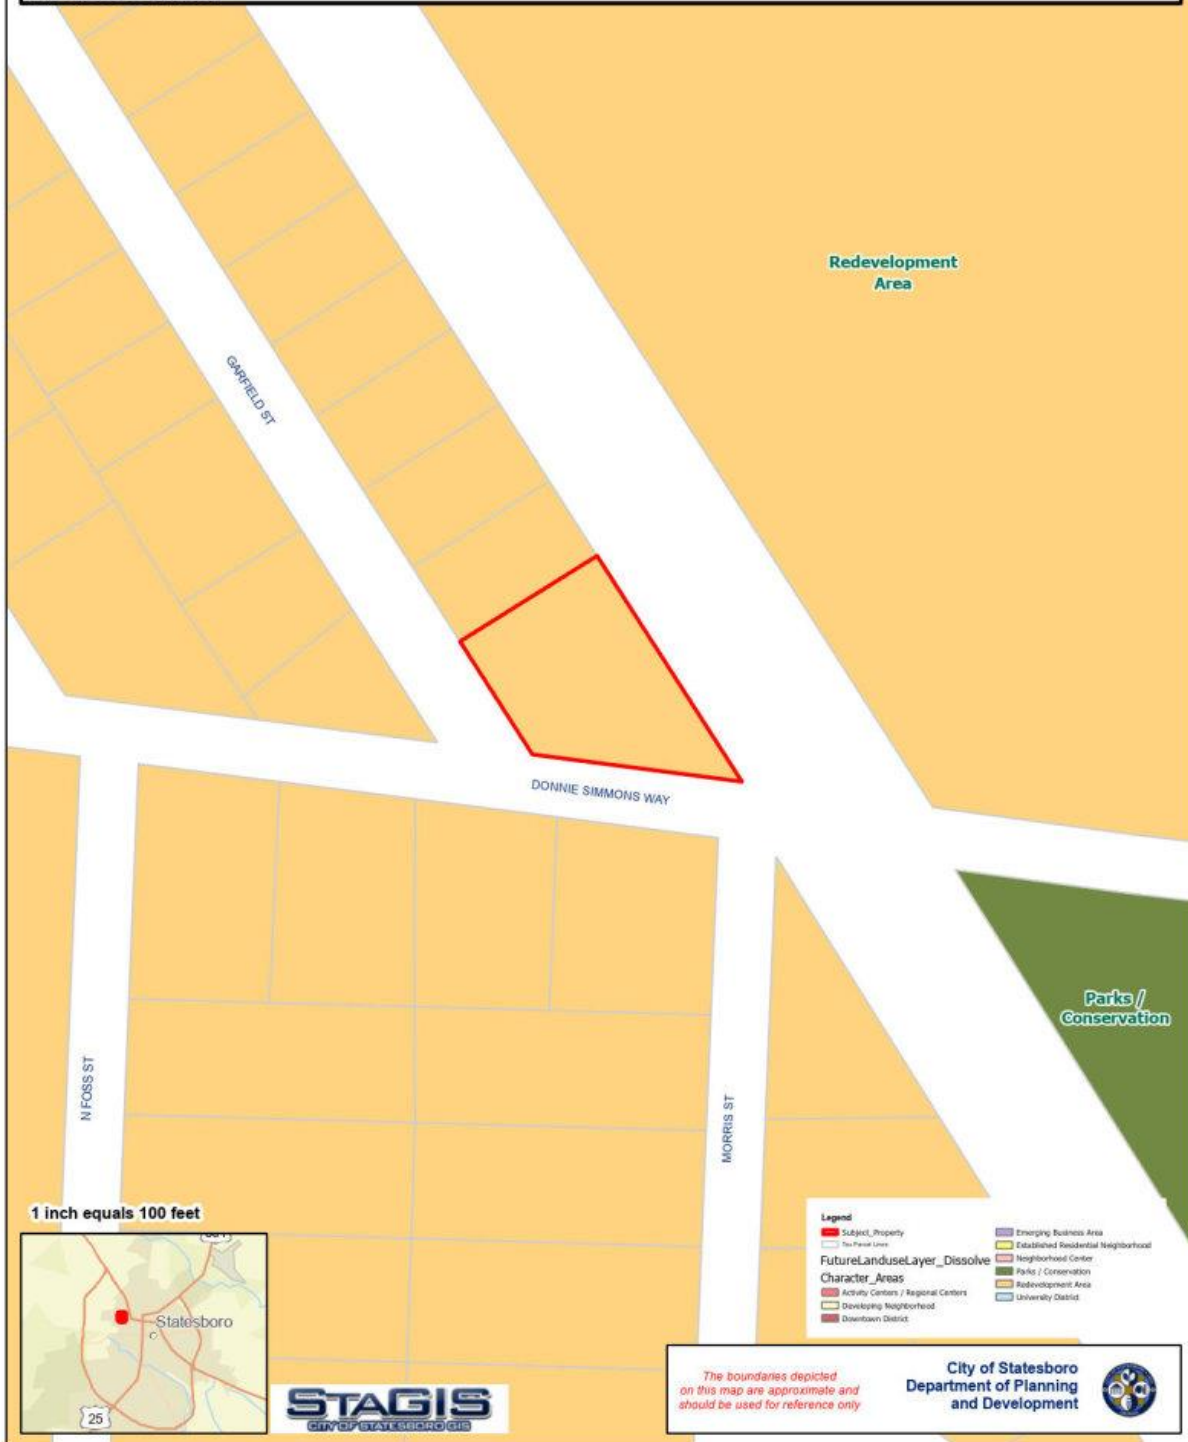 Redevelopment
Area
GARFIELD ST
DONNIE SIMMONS WAY
Parks /
Conservation
N FOSS ST
MORRIS ST
1 inch equals 100 feet
Statesboro
25
STAGIS
CITY OF STATESBORO GIS
Legend
Subject_Property
Tax Parcel Lines
FutureLanduseLayer_Dissolve
Character_Areas
Activity Centers / Regional Centers
Developing Neighborhood
Downtown District
Emerging Business Area
Established Residential Neighborhood
Neighborhood Center
Parks / Conservation
Redevelopment Area
University District
The boundaries depicted
on this map are approximate and
should be used for reference only
City of Statesboro
Department of Planning
and Development